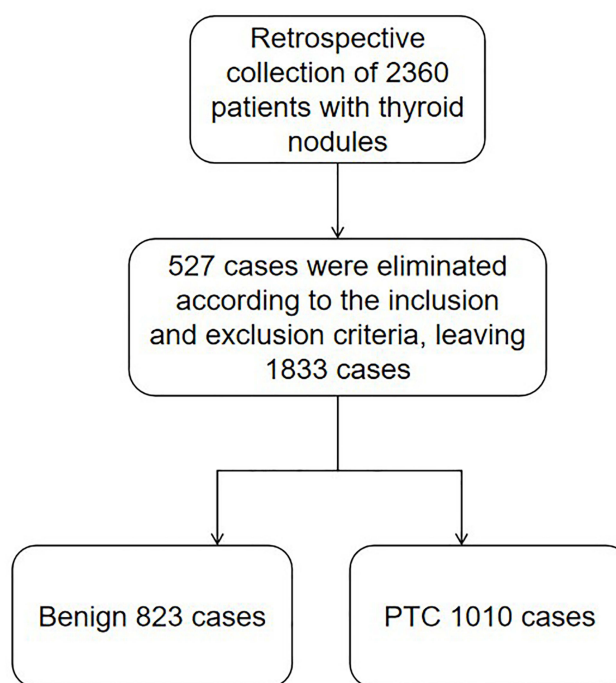 Retrospective
collection of 2360
patients with thyroid
nodules
527 cases were eliminated
according to the inclusion
and exclusion criteria, leaving
1833 cases
Benign 823 cases
PTC 1010 cases